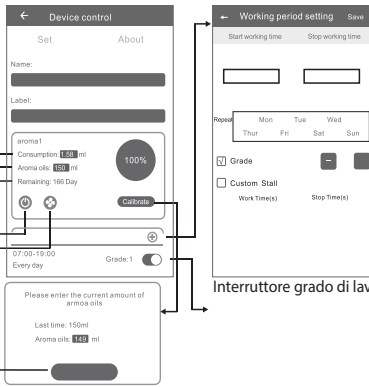 ← Device control
Set About
Name:
Label:
aroma1
Consumption: 1.58 ml
Aroma oils: 150 ml
Remaining: 166 Day
100%
Calibrate
07:00-19:00
Every day
Grade:1
Please enter the current amount of
armoa oils
Last time: 150ml
Aroma oils: 149 ml
← Working period setting Save
Start working time Stop working time
Repeat Mon Tue Wed
Thur Fri Sat Sun
Grade
Custom Stall
Work Time(s) Stop Time(s)
Interruttore grado di lav